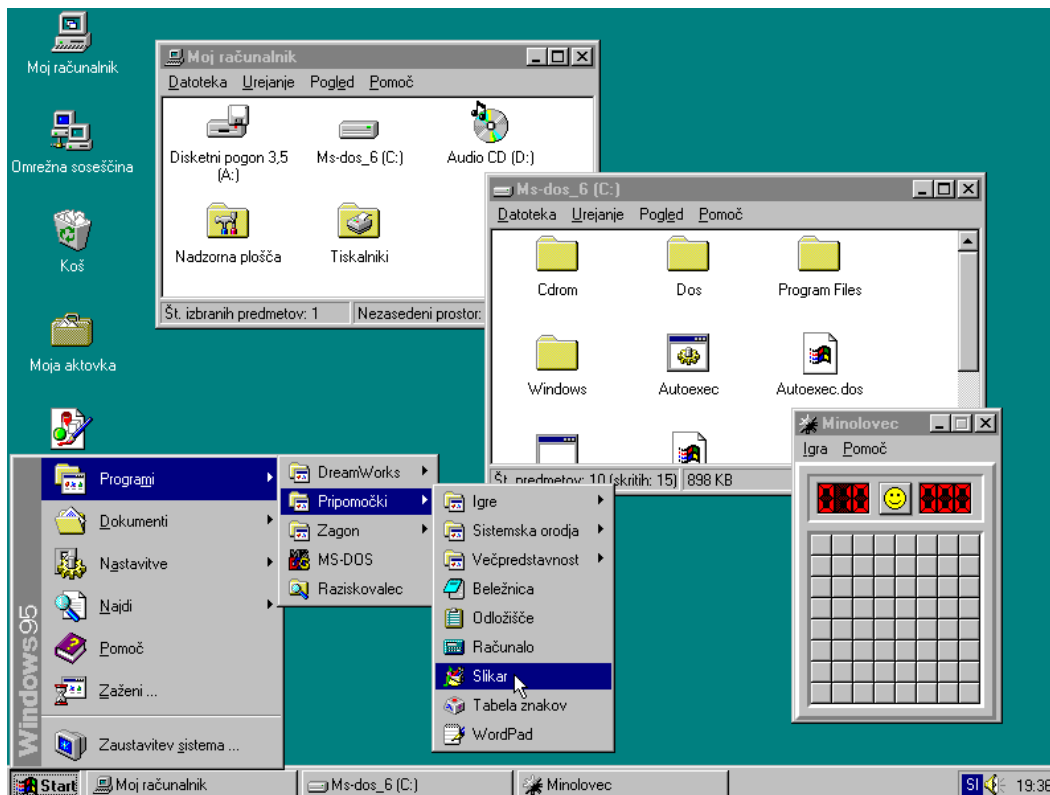 Moj računalnik
Omrežna soseščina
Koš
Moja aktovka
Moj računalnik
Datoteka Urejanje Pogled Pomoč
Disketni pogon 3,5
(A:)
Ms-dos_6 (C:)
Audio CD (D:)
Nadzorna plošča
Tiskalniki
Št. izbranih predmetov: 1
Nezasedeni prostor:
Ms-dos_6 (C:)
Datoteka Urejanje Pogled Pomoč
Cdrom
Dos
Program Files
Windows
Autoexec
Autoexec.dos
Št. predmetov: 10 (skritih: 15)
898 KB
Minolovec
Igra Pomoč
Windows95
Programi
Dokumenti
Nastavitve
Najdi
Pomoč
Zaženi ...
Zaustavitev sistema ...
DreamWorks
Pripomočki
Zagon
MS-DOS
Raziskovalec
Igre
Sistemska orodja
Večpredstavnost
Beležnica
Odložišče
Računalo
Slikar
Tabela znakov
WordPad
Start
Moj računalnik
Ms-dos_6 (C:)
Minolovec
SI
19:36